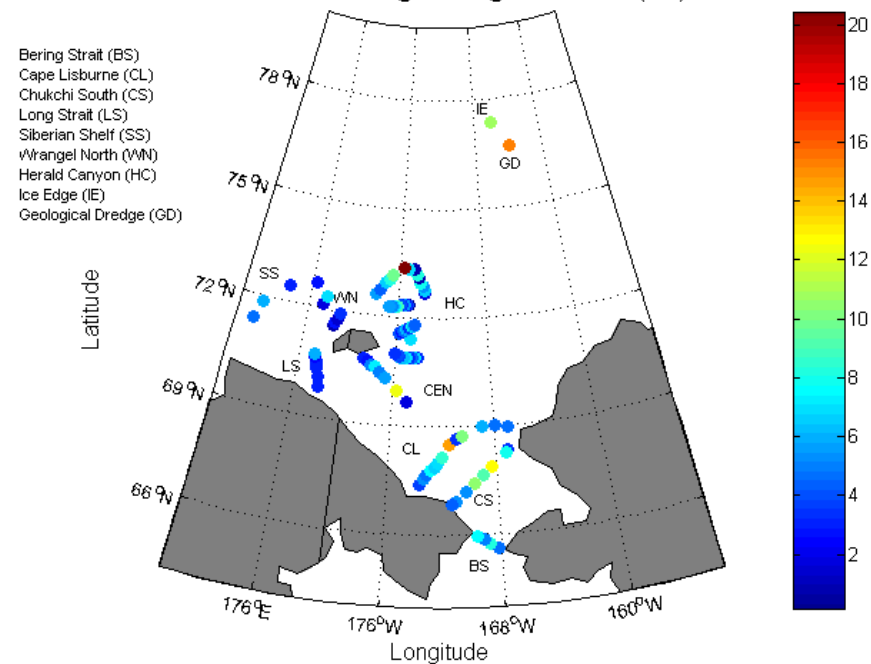 Bering Strait (BS)
Cape Lisburne (CL)
Chukchi South (CS)
Long Strait (LS)
Siberian Shelf (SS)
Wrangel North (WN)
Herald Canyon (HC)
Ice Edge (IE)
Geological Dredge (GD)
78°N
75°N
72°N
69°N
66°N
Latitude
IE
GD
SS
WN
HC
LS
CEN
CL
CS
BS
176°E
176°W
168°W
160°W
Longitude
20
18
16
14
12
10
8
6
4
2